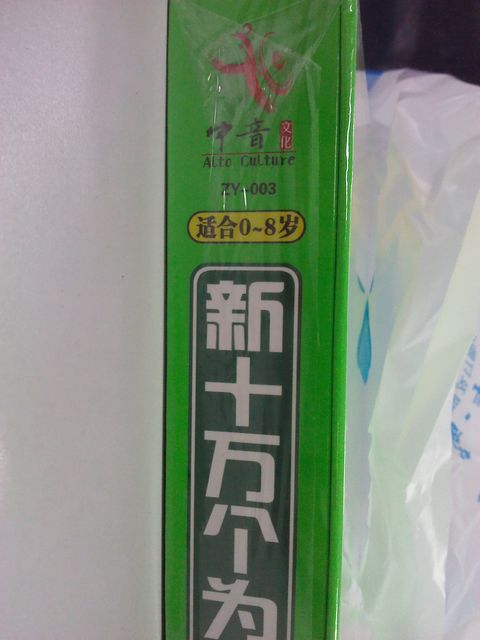 中音
文化
Alto Culture
ZY-003
适合0~8岁
新十万个为